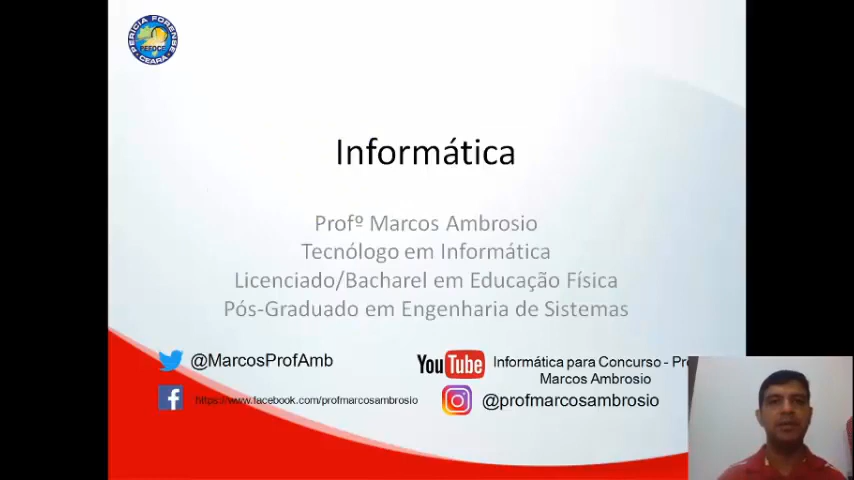 PERÍCIA FORENSE
PEFOCE
CEARÁ
Informática
Profº Marcos Ambrosio
Tecnólogo em Informática
Licenciado/Bacharel em Educação Física
Pós-Graduado em Engenharia de Sistemas
@MarcosProfAmb
YouTube
Informática para Concurso -
Marcos Ambrosio
https://www.facebook.com/profmarcosambrosio
@profmarcosambrosio